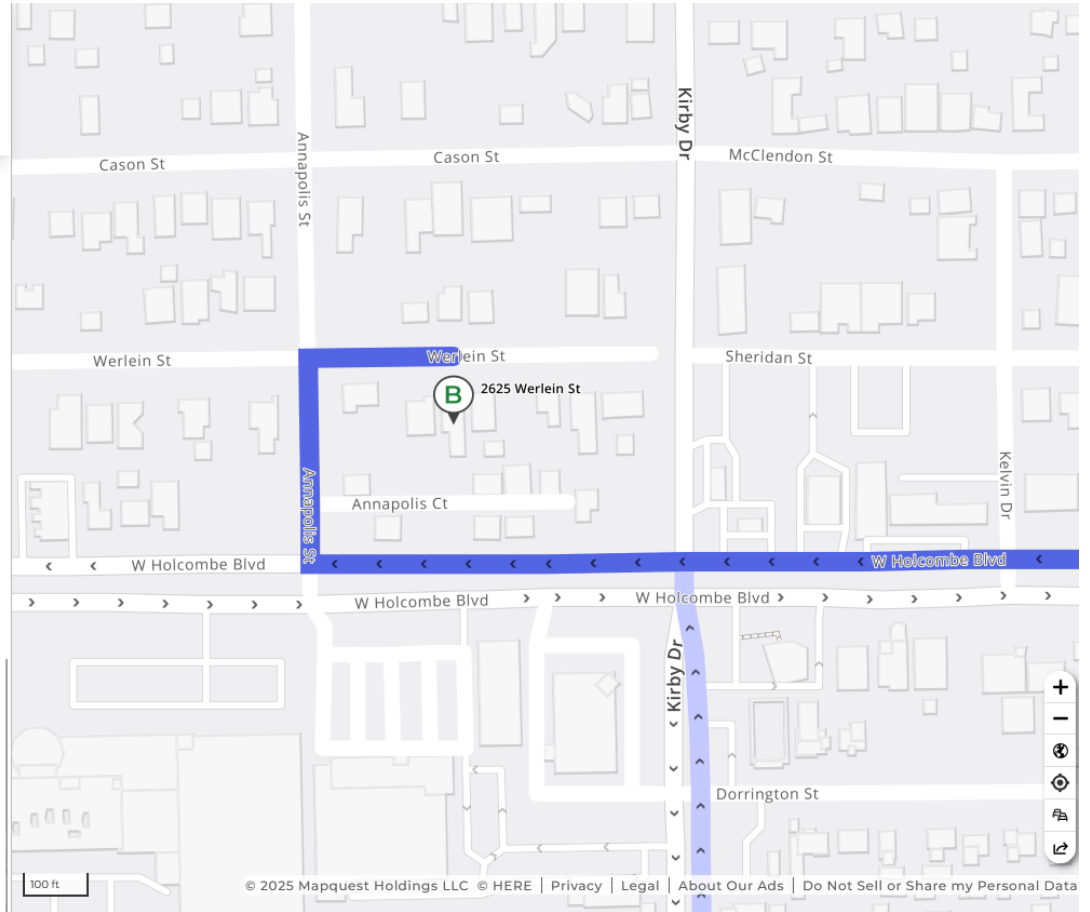 Kirby Dr
Annapolis St
Cason St
Cason St
McClendon St
Werlein St
Werlein St
Sheridan St
B
2625 Werlein St
Kelvin Dr
Annapolis St
Annapolis Ct
W Holcombe Blvd
W Holcombe Blvd
W Holcombe Blvd
W Holcombe Blvd
Kirby Dr
Dorrington St
+
−
100 ft
© 2025 Mapquest Holdings LLC © HERE | Privacy | Legal | About Our Ads | Do Not Sell or Share my Personal Data